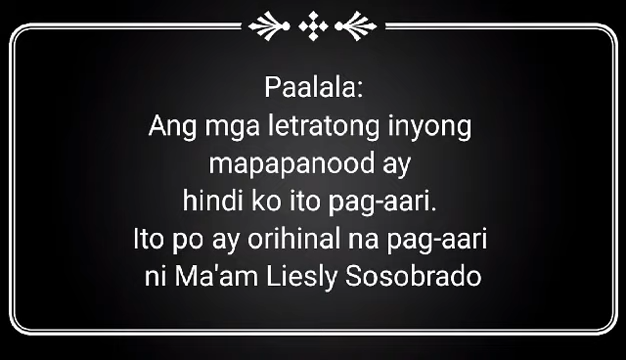 Paalala:
Ang mga letratong inyong
mapapanood ay
hindi ko ito pag-aari.
Ito po ay orihinal na pag-aari
ni Ma'am Liesly Sosobrado